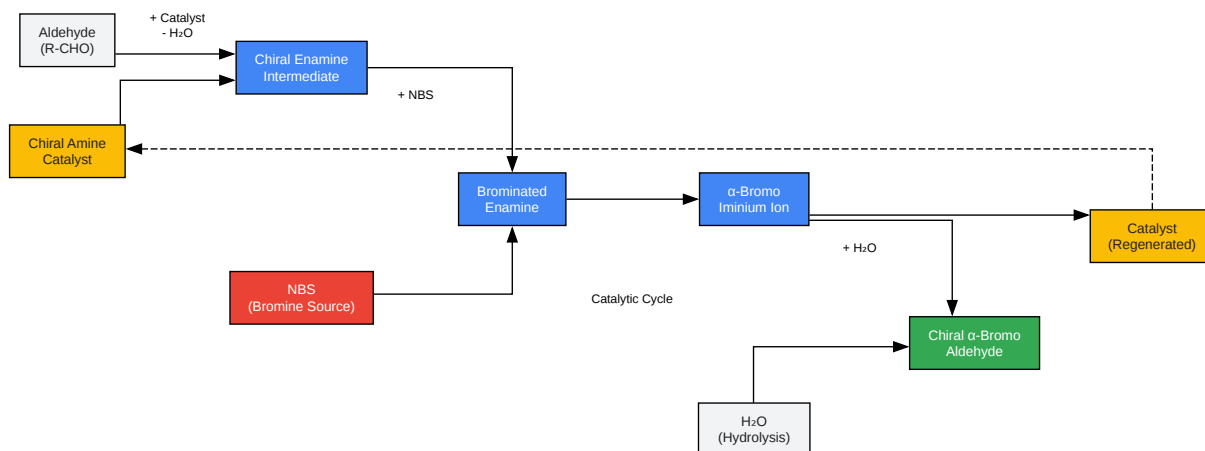 Aldehyde
(R-CHO)
+ Catalyst
- H₂O
Chiral Enamine
Intermediate
+ NBS
Chiral Amine
Catalyst
Brominated
Enamine
α-Bromo
Iminium Ion
Catalyst
(Regenerated)
+ H₂O
NBS
(Bromine Source)
Catalytic Cycle
Chiral α-Bromo
Aldehyde
H₂O
(Hydrolysis)